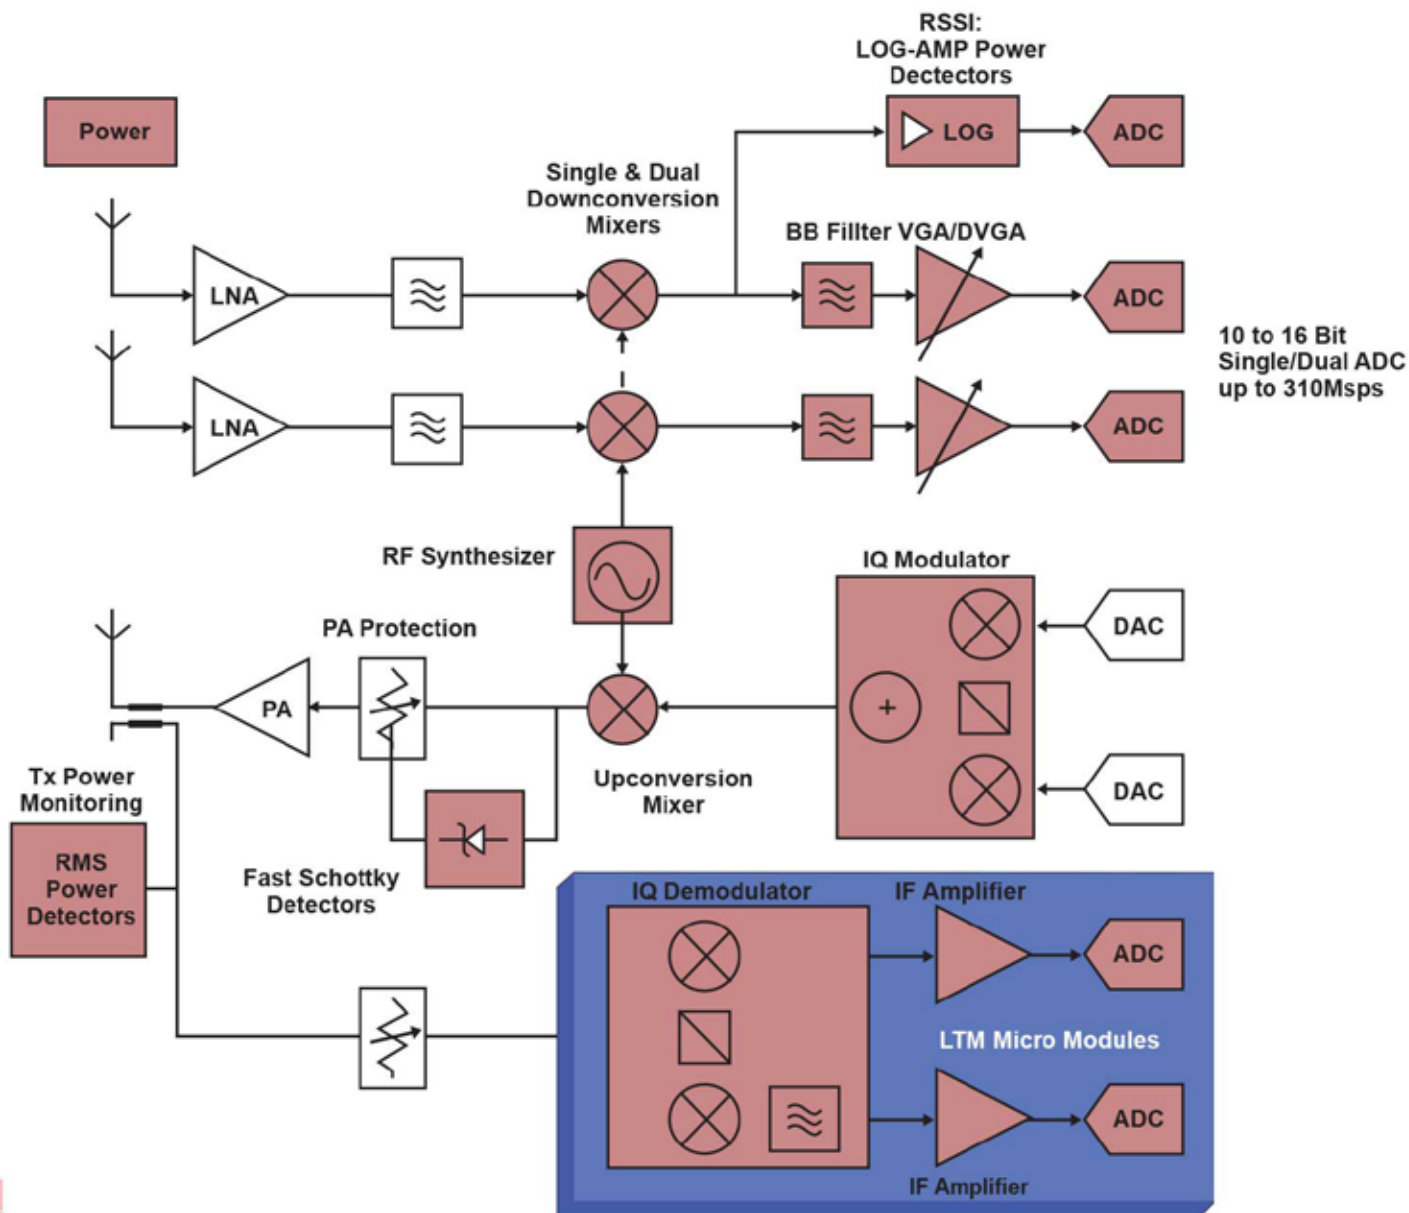 RSSI:
LOG-AMP Power
Dectectors
Power
LOG
ADC
Single & Dual
Downconversion
Mixers
BB Fillter VGA/DVGA
LNA
ADC
10 to 16 Bit
Single/Dual ADC
up to 310Msps
LNA
ADC
RF Synthesizer
IQ Modulator
DAC
PA Protection
PA
+
Upconversion
Mixer
DAC
Tx Power
Monitoring
RMS
Power
Detectors
Fast Schottky
Detectors
IQ Demodulator
IF Amplifier
ADC
LTM Micro Modules
ADC
IF Amplifier